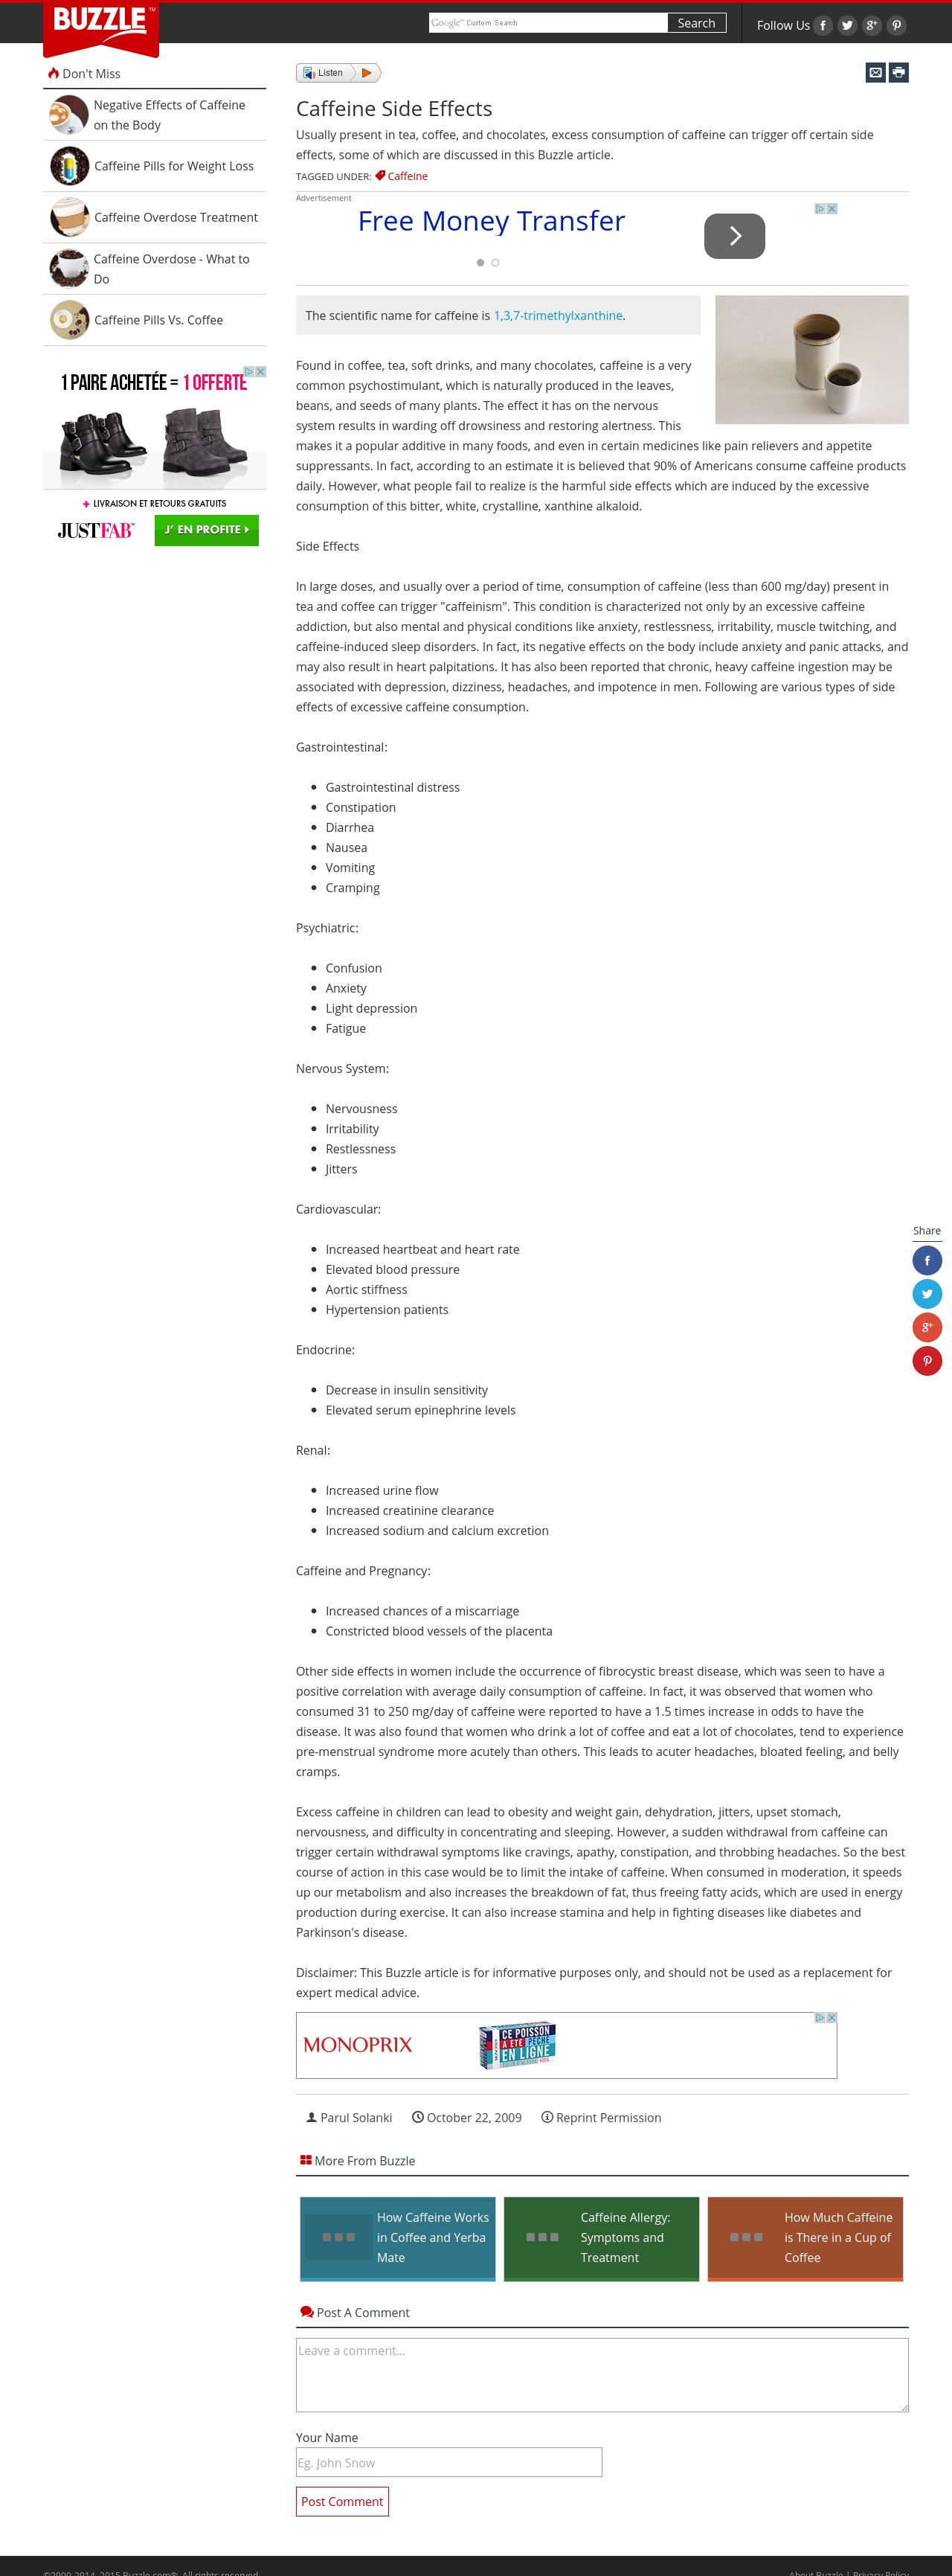 BUZZLE™
Google™ Custom Search
Search
Follow Us
Don't Miss
Negative Effects of Caffeine
on the Body
Caffeine Pills for Weight Loss
Caffeine Overdose Treatment
Caffeine Overdose - What to
Do
Caffeine Pills Vs. Coffee
1 PAIRE ACHETÉE = 1 OFFERTE
+ LIVRAISON ET RETOURS GRATUITS
JUSTFAB™
J' EN PROFITE
Listen
Caffeine Side Effects
Usually present in tea, coffee, and chocolates, excess consumption of caffeine can trigger off certain side
effects, some of which are discussed in this Buzzle article.
TAGGED UNDER: Caffeine
Advertisement
Free Money Transfer
The scientific name for caffeine is 1,3,7-trimethylxanthine.
Found in coffee, tea, soft drinks, and many chocolates, caffeine is a very
common psychostimulant, which is naturally produced in the leaves,
beans, and seeds of many plants. The effect it has on the nervous
system results in warding off drowsiness and restoring alertness. This
makes it a popular additive in many foods, and even in certain medicines like pain relievers and appetite
suppressants. In fact, according to an estimate it is believed that 90% of Americans consume caffeine products
daily. However, what people fail to realize is the harmful side effects which are induced by the excessive
consumption of this bitter, white, crystalline, xanthine alkaloid.
Side Effects
In large doses, and usually over a period of time, consumption of caffeine (less than 600 mg/day) present in
tea and coffee can trigger "caffeinism". This condition is characterized not only by an excessive caffeine
addiction, but also mental and physical conditions like anxiety, restlessness, irritability, muscle twitching, and
caffeine-induced sleep disorders. In fact, its negative effects on the body include anxiety and panic attacks, and
may also result in heart palpitations. It has also been reported that chronic, heavy caffeine ingestion may be
associated with depression, dizziness, headaches, and impotence in men. Following are various types of side
effects of excessive caffeine consumption.
Gastrointestinal:
Gastrointestinal distress
Constipation
Diarrhea
Nausea
Vomiting
Cramping
Psychiatric:
Confusion
Anxiety
Light depression
Fatigue
Nervous System:
Nervousness
Irritability
Restlessness
Jitters
Cardiovascular:
Increased heartbeat and heart rate
Elevated blood pressure
Aortic stiffness
Hypertension patients
Endocrine:
Decrease in insulin sensitivity
Elevated serum epinephrine levels
Renal:
Increased urine flow
Increased creatinine clearance
Increased sodium and calcium excretion
Caffeine and Pregnancy:
Increased chances of a miscarriage
Constricted blood vessels of the placenta
Share
Other side effects in women include the occurrence of fibrocystic breast disease, which was seen to have a
positive correlation with average daily consumption of caffeine. In fact, it was observed that women who
consumed 31 to 250 mg/day of caffeine were reported to have a 1.5 times increase in odds to have the
disease. It was also found that women who drink a lot of coffee and eat a lot of chocolates, tend to experience
pre-menstrual syndrome more acutely than others. This leads to acuter headaches, bloated feeling, and belly
cramps.
Excess caffeine in children can lead to obesity and weight gain, dehydration, jitters, upset stomach,
nervousness, and difficulty in concentrating and sleeping. However, a sudden withdrawal from caffeine can
trigger certain withdrawal symptoms like cravings, apathy, constipation, and throbbing headaches. So the best
course of action in this case would be to limit the intake of caffeine. When consumed in moderation, it speeds
up our metabolism and also increases the breakdown of fat, thus freeing fatty acids, which are used in energy
production during exercise. It can also increase stamina and help in fighting diseases like diabetes and
Parkinson's disease.
Disclaimer: This Buzzle article is for informative purposes only, and should not be used as a replacement for
expert medical advice.
MONOPRIX
CE POISSON
A ÉTÉ PÊCHÉ
EN LIGNE
Parul Solanki October 22, 2009 Reprint Permission
More From Buzzle
How Caffeine Works
in Coffee and Yerba
Mate
Caffeine Allergy:
Symptoms and
Treatment
How Much Caffeine
is There in a Cup of
Coffee
Post A Comment
Leave a comment...
Your Name
Eg. John Snow
Post Comment
©2000-2014, 2015 Buzzle.com®. All rights reserved.
About Buzzle | Privacy Policy